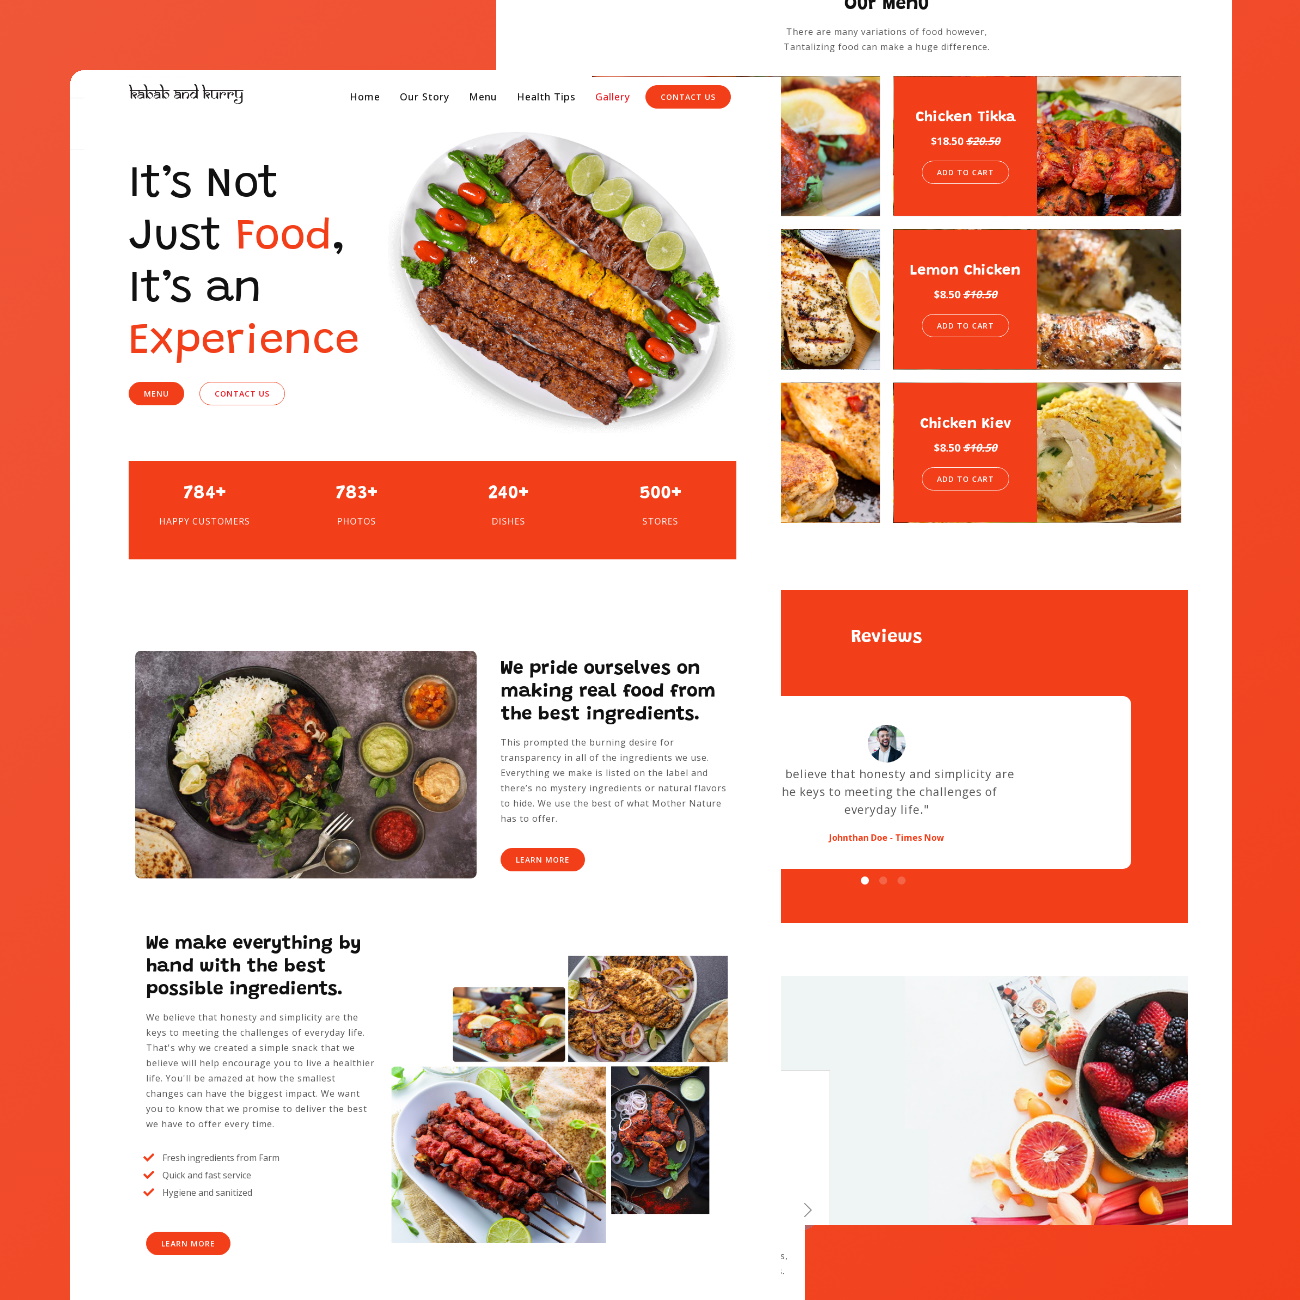 Our Menu
There are many variations of food however,
Tantalizing food can make a huge difference.
kabab and kurry
Home Our Story Menu Health Tips Gallery CONTACT US
It's Not
Just Food,
It's an
Experience
MENU CONTACT US
784+ 783+ 240+ 500+
HAPPY CUSTOMERS PHOTOS DISHES STORES
We pride ourselves on
making real food from
the best ingredients.
This prompted the burning desire for
transparency in all of the ingredients we use.
Everything we make is listed on the label and
there's no mystery ingredients or natural flavors
to hide. We use the best of what Mother Nature
has to offer.
LEARN MORE
We make everything by
hand with the best
possible ingredients.
We believe that honesty and simplicity are the
keys to meeting the challenges of everyday life.
That's why we created a simple snack that we
believe will help encourage you to live a healthier
life. You'll be amazed at how the smallest
changes can have the biggest impact. We want
you to know that we promise to deliver the best
we have to offer every time.
Fresh ingredients from Farm
Quick and fast service
Hygiene and sanitized
LEARN MORE
Chicken Tikka
$18.50 $20.50
ADD TO CART
Lemon Chicken
$8.50 $10.50
ADD TO CART
Chicken Kiev
$8.50 $10.50
ADD TO CART
Reviews
believe that honesty and simplicity are
he keys to meeting the challenges of
everyday life."
Johnthan Doe - Times Now
s,